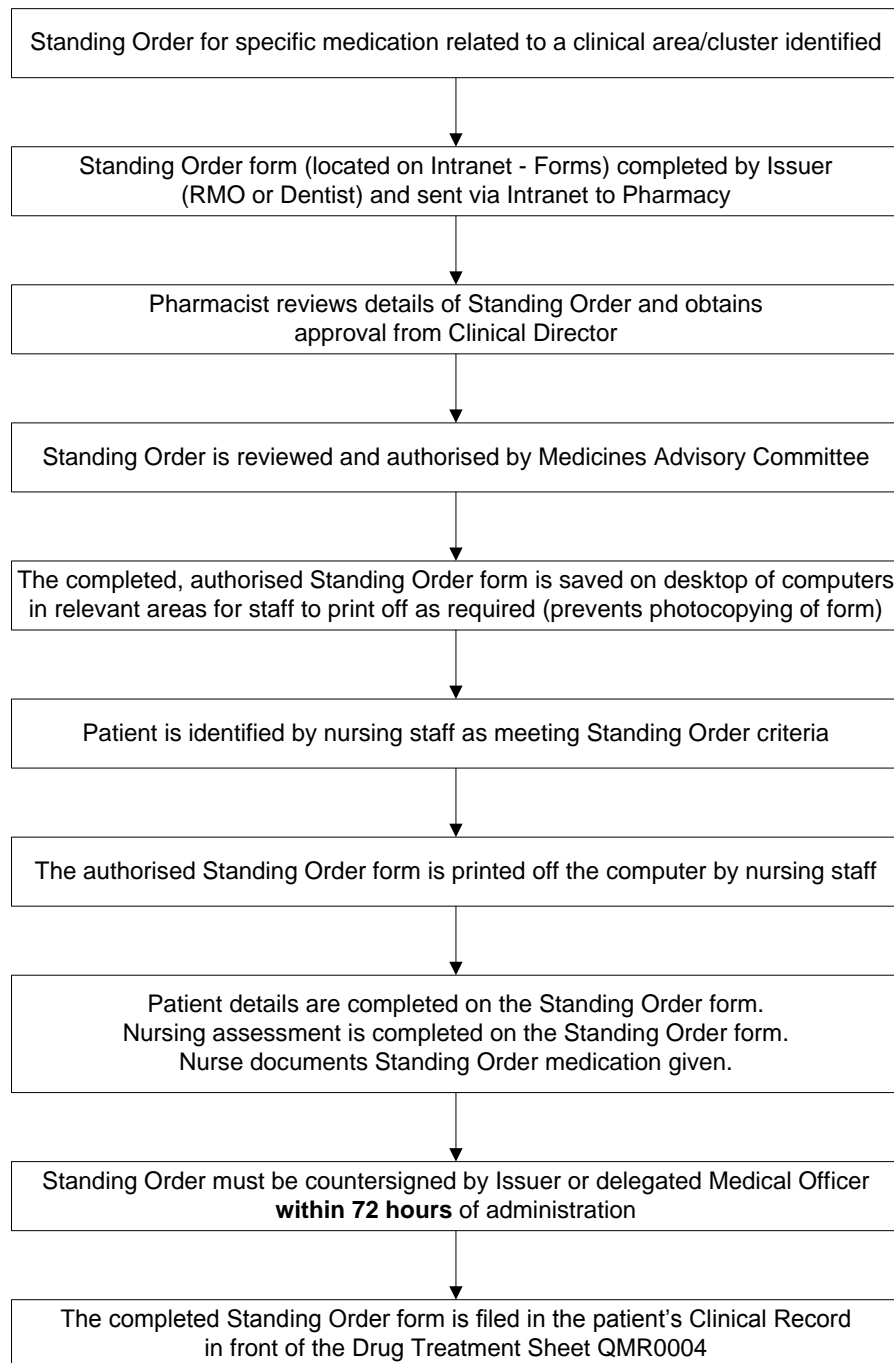 Standing Order for specific medication related to a clinical area/cluster identified
Standing Order form (located on Intranet - Forms) completed by Issuer
(RMO or Dentist) and sent via Intranet to Pharmacy
Pharmacist reviews details of Standing Order and obtains
approval from Clinical Director
Standing Order is reviewed and authorised by Medicines Advisory Committee
The completed, authorised Standing Order form is saved on desktop of computers
in relevant areas for staff to print off as required (prevents photocopying of form)
Patient is identified by nursing staff as meeting Standing Order criteria
The authorised Standing Order form is printed off the computer by nursing staff
Patient details are completed on the Standing Order form.
Nursing assessment is completed on the Standing Order form.
Nurse documents Standing Order medication given.
Standing Order must be countersigned by Issuer or delegated Medical Officer
within 72 hours of administration
The completed Standing Order form is filed in the patient's Clinical Record
in front of the Drug Treatment Sheet QMR0004